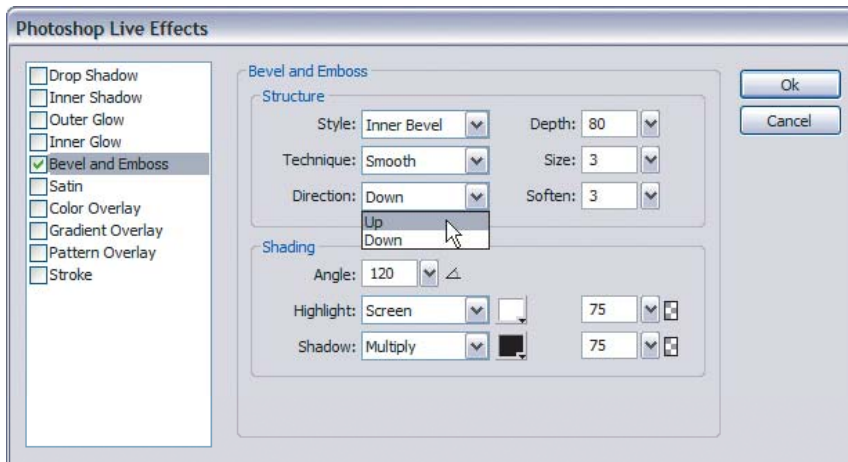 Photoshop Live Effects
Drop Shadow
Inner Shadow
Outer Glow
Inner Glow
Bevel and Emboss
Satin
Color Overlay
Gradient Overlay
Pattern Overlay
Stroke
Bevel and Emboss
Structure
Style: Inner Bevel Depth: 80
Technique: Smooth Size: 3
Direction: Down Soften: 3
Up
Down
Shading
Angle: 120
Highlight: Screen 75
Shadow: Multiply 75
Ok
Cancel